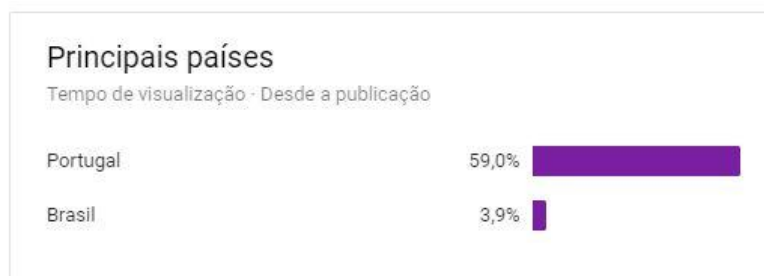 Principais países
Tempo de visualização · Desde a publicação
Portugal 59,0%
Brasil 3,9%